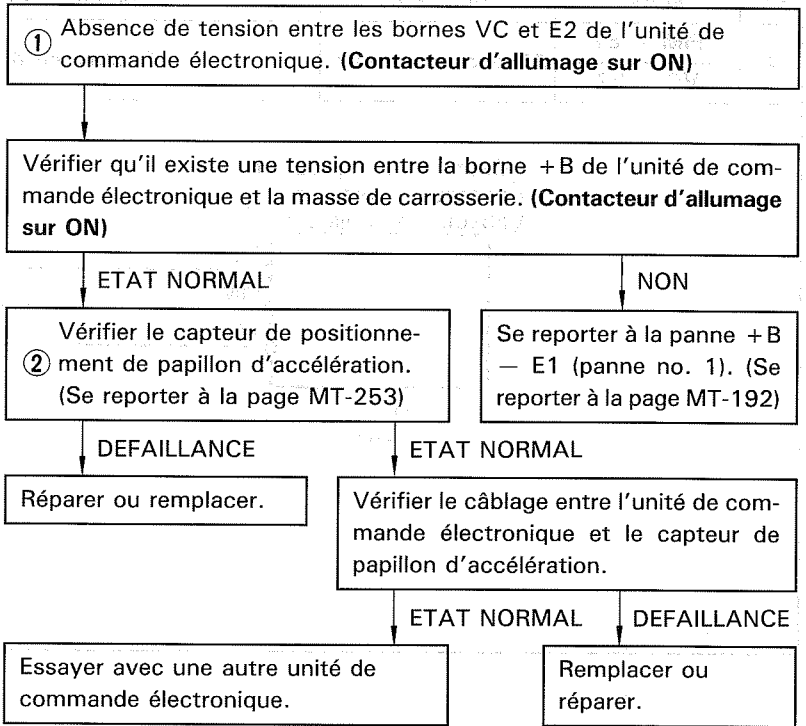 ① Absence de tension entre les bornes VC et E2 de l'unité de
commande électronique. (Contacteur d'allumage sur ON)
Vérifier qu'il existe une tension entre la borne +B de l'unité de com-
mande électronique et la masse de carrosserie. (Contacteur d'allumage
sur ON)
ETAT NORMAL
NON
Vérifier le capteur de positionne-
② ment de papillon d'accélération.
(Se reporter à la page MT-253)
Se reporter à la panne +B
— E1 (panne no. 1). (Se
reporter à la page MT-192)
DEFAILLANCE
ETAT NORMAL
Réparer ou remplacer.
Vérifier le câblage entre l'unité de com-
mande électronique et le capteur de
papillon d'accélération.
ETAT NORMAL
DEFAILLANCE
Essayer avec une autre unité de
commande électronique.
Remplacer ou
réparer.